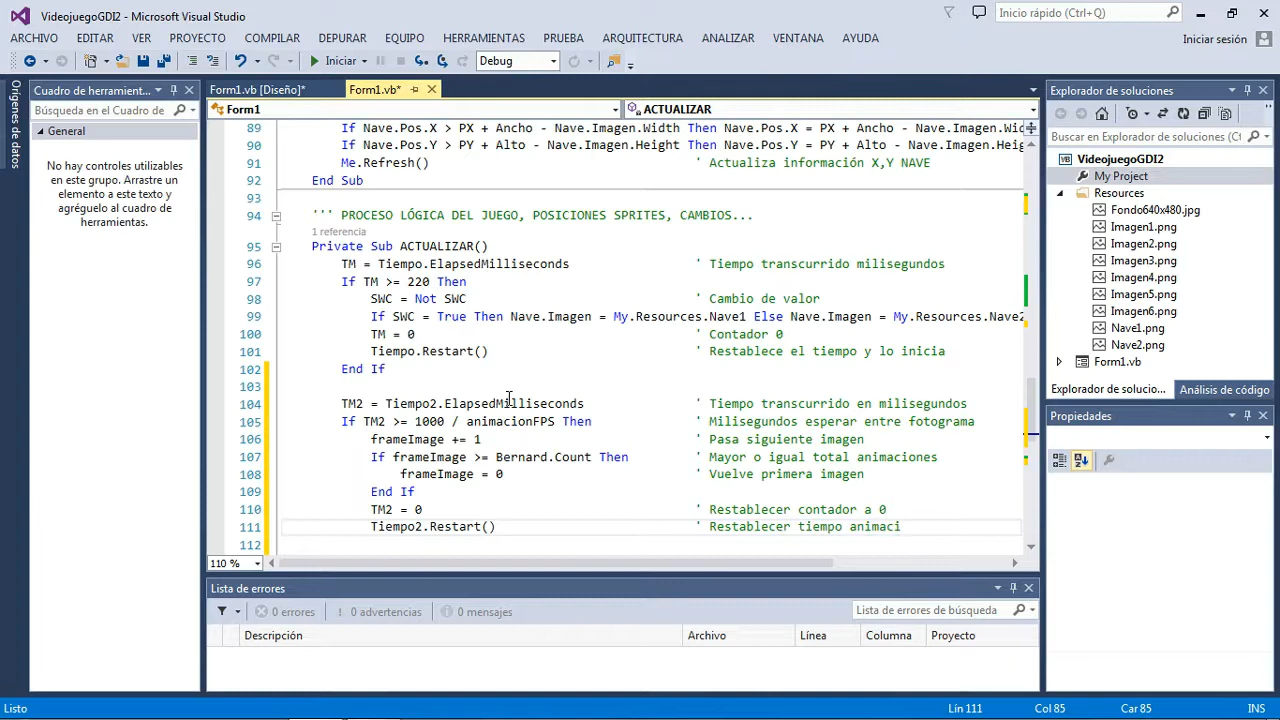 VideojuegoGDI2 - Microsoft Visual Studio
Inicio rápido (Ctrl+Q)
ARCHIVO EDITAR VER PROYECTO COMPILAR DEPURAR EQUIPO HERRAMIENTAS PRUEBA ARQUITECTURA ANALIZAR VENTANA AYUDA
Iniciar sesión
Iniciar Debug
Orígenes de datos
Cuadro de herramien...
Búsqueda en el Cuadro de
General
No hay controles utilizables
en este grupo. Arrastre un
elemento a este texto y
agréguelo al cuadro de
herramientas.
Form1.vb [Diseño]* Form1.vb*
Form1 ACTUALIZAR
89 If Nave.Pos.X > PX + Ancho - Nave.Imagen.Width Then Nave.Pos.X = PX + Ancho - Nave.Imagen.Wid
90 If Nave.Pos.Y > PY + Alto - Nave.Imagen.Height Then Nave.Pos.Y = PY + Alto - Nave.Imagen.Heig
91 Me.Refresh() ' Actualiza información X,Y NAVE
92 End Sub
93
94 ''' PROCESO LÓGICA DEL JUEGO, POSICIONES SPRITES, CAMBIOS...
1 referencia
95 Private Sub ACTUALIZAR()
96 TM = Tiempo.ElapsedMilliseconds ' Tiempo transcurrido milisegundos
97 If TM >= 220 Then
98 SWC = Not SWC ' Cambio de valor
99 If SWC = True Then Nave.Imagen = My.Resources.Nave1 Else Nave.Imagen = My.Resources.Nave2
100 TM = 0 ' Contador 0
101 Tiempo.Restart() ' Restablece el tiempo y lo inicia
102 End If
103
104 TM2 = Tiempo2.ElapsedMilliseconds ' Tiempo transcurrido en milisegundos
105 If TM2 >= 1000 / animacionFPS Then ' Milisegundos esperar entre fotograma
106 frameImage += 1 ' Pasa siguiente imagen
107 If frameImage >= Bernard.Count Then ' Mayor o igual total animaciones
108 frameImage = 0 ' Vuelve primera imagen
109 End If
110 TM2 = 0 ' Restablecer contador a 0
111 Tiempo2.Restart() ' Restablecer tiempo animaci
112
110 %
Lista de errores
0 errores 0 advertencias 0 mensajes
Lista de errores de búsqueda
Descripción Archivo Línea Columna Proyecto
Explorador de soluciones
Buscar en Explorador de soluciones (Ctrl+
VideojuegoGDI2
My Project
Resources
Fondo640x480.jpg
Imagen1.png
Imagen2.png
Imagen3.png
Imagen4.png
Imagen5.png
Imagen6.png
Nave1.png
Nave2.png
Form1.vb
Explorador de solucio... Análisis de código
Propiedades
Listo Lín 111 Col 85 Car 85 INS